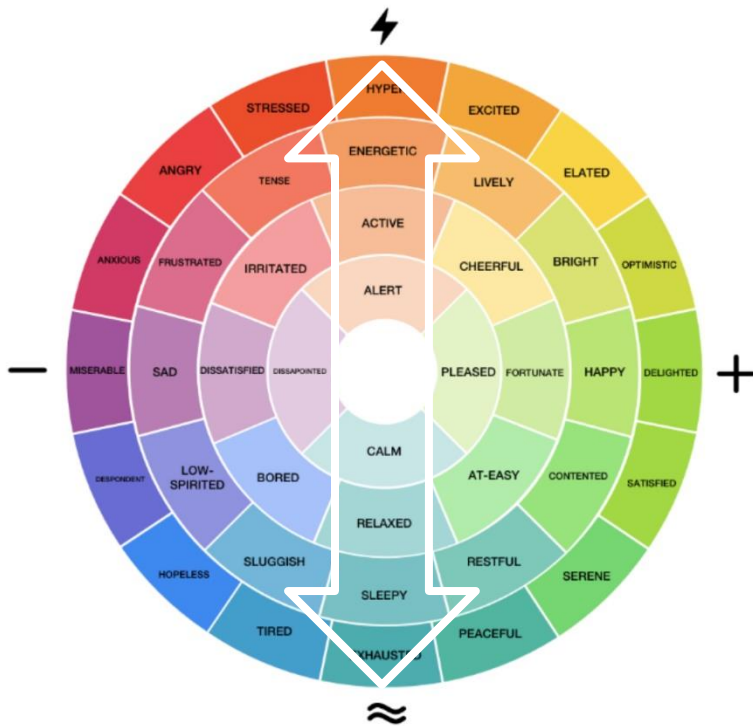 HYPER
STRESSED
EXCITED
ANGRY
ENERGETIC
ELATED
TENSE
LIVELY
ANXIOUS
FRUSTRATED
IRRITATED
ACTIVE
CHEERFUL
BRIGHT
OPTIMISTIC
ALERT
MISERABLE
SAD
DISSATISFIED
DISSAPOINTED
PLEASED
FORTUNATE
HAPPY
DELIGHTED
− +
CALM
DESPONDENT
LOW-
SPIRITED
BORED
AT-EASY
CONTENTED
SATISFIED
RELAXED
HOPELESS
SLUGGISH
RESTFUL
SERENE
SLEEPY
TIRED
PEACEFUL
EXHAUSTED
≈